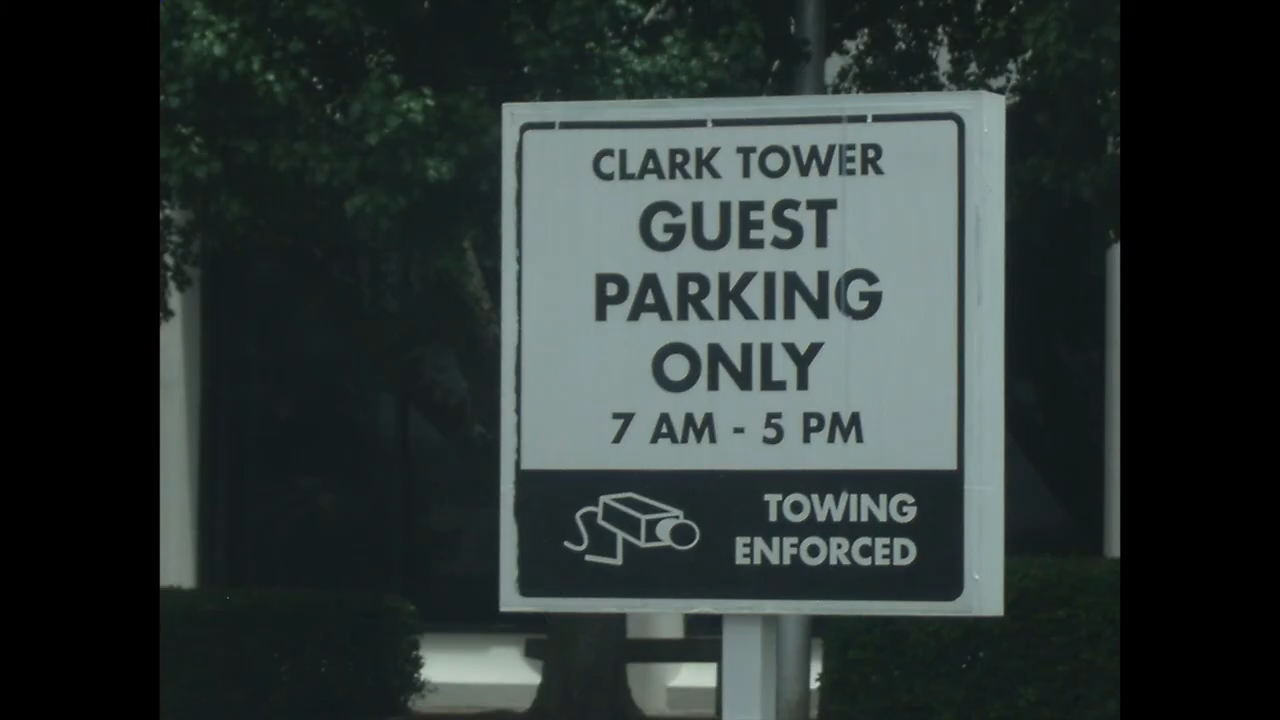 CLARK TOWER
GUEST
PARKING
ONLY
7 AM - 5 PM
TOWING
ENFORCED